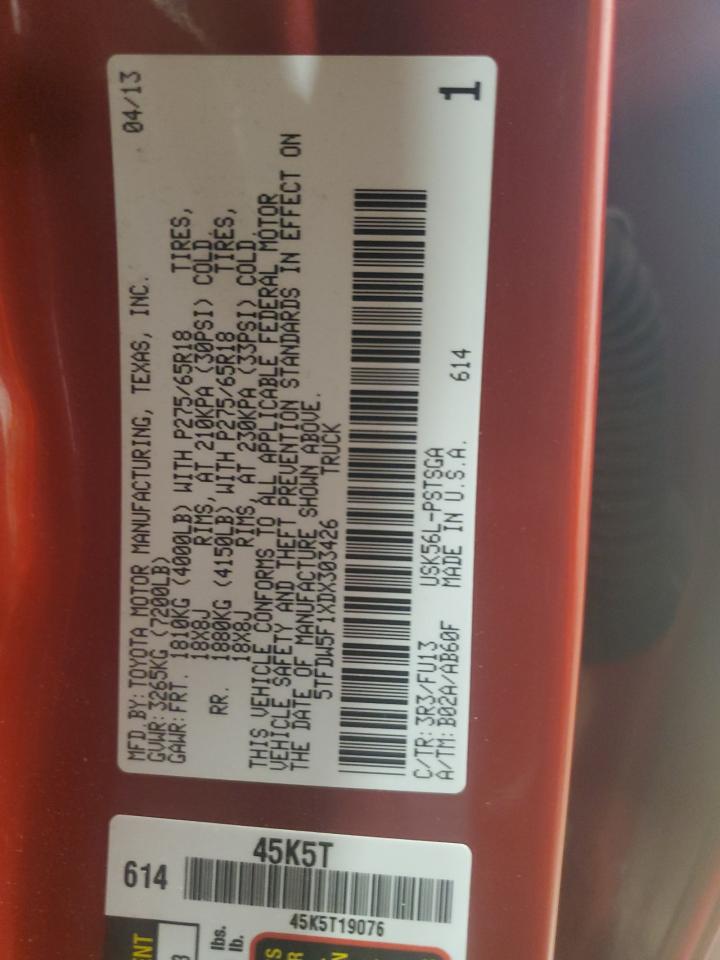 MFD.BY:TOYOTA MOTOR MANUFACTURING, TEXAS, INC. 04/13
GVWR:3265KG (7200LB)
GAWR:FRT. 1810KG (4000LB) WITH P275/65R18 TIRES,
18X8J RIMS, AT 210KPA (30PSI) COLD.
RR. 1880KG (4150LB) WITH P275/65R18 TIRES,
18X8J RIMS, AT 230KPA (33PSI) COLD.
THIS VEHICLE CONFORMS TO ALL APPLICABLE FEDERAL MOTOR
VEHICLE SAFETY AND THEFT PREVENTION STANDARDS IN EFFECT ON
THE DATE OF MANUFACTURE SHOWN ABOVE.
5TFDW5F1XDX303426 TRUCK
C/TR:3R3/FU13 USK56L-PSTSGA 614
A/TM:B02A/AB60F MADE IN U.S.A.
1
614 45K5T
45K5T19076
lbs.
lb.